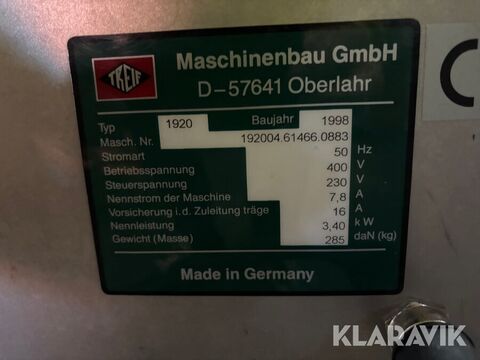 TREIF
Maschinenbau GmbH
D-57641 Oberlahr
Typ 1920 Baujahr 1998
Masch. Nr. 192004.61466.0883
Stromart 50 Hz
Betriebsspannung 400 V
Steuerspannung 230 V
Nennstrom der Maschine 7,8 A
Vorsicherung i.d. Zuleitung träge 16 A
Nennleistung 3,40 kW
Gewicht (Masse) 285 daN (kg)
Made in Germany
KLARAVIK